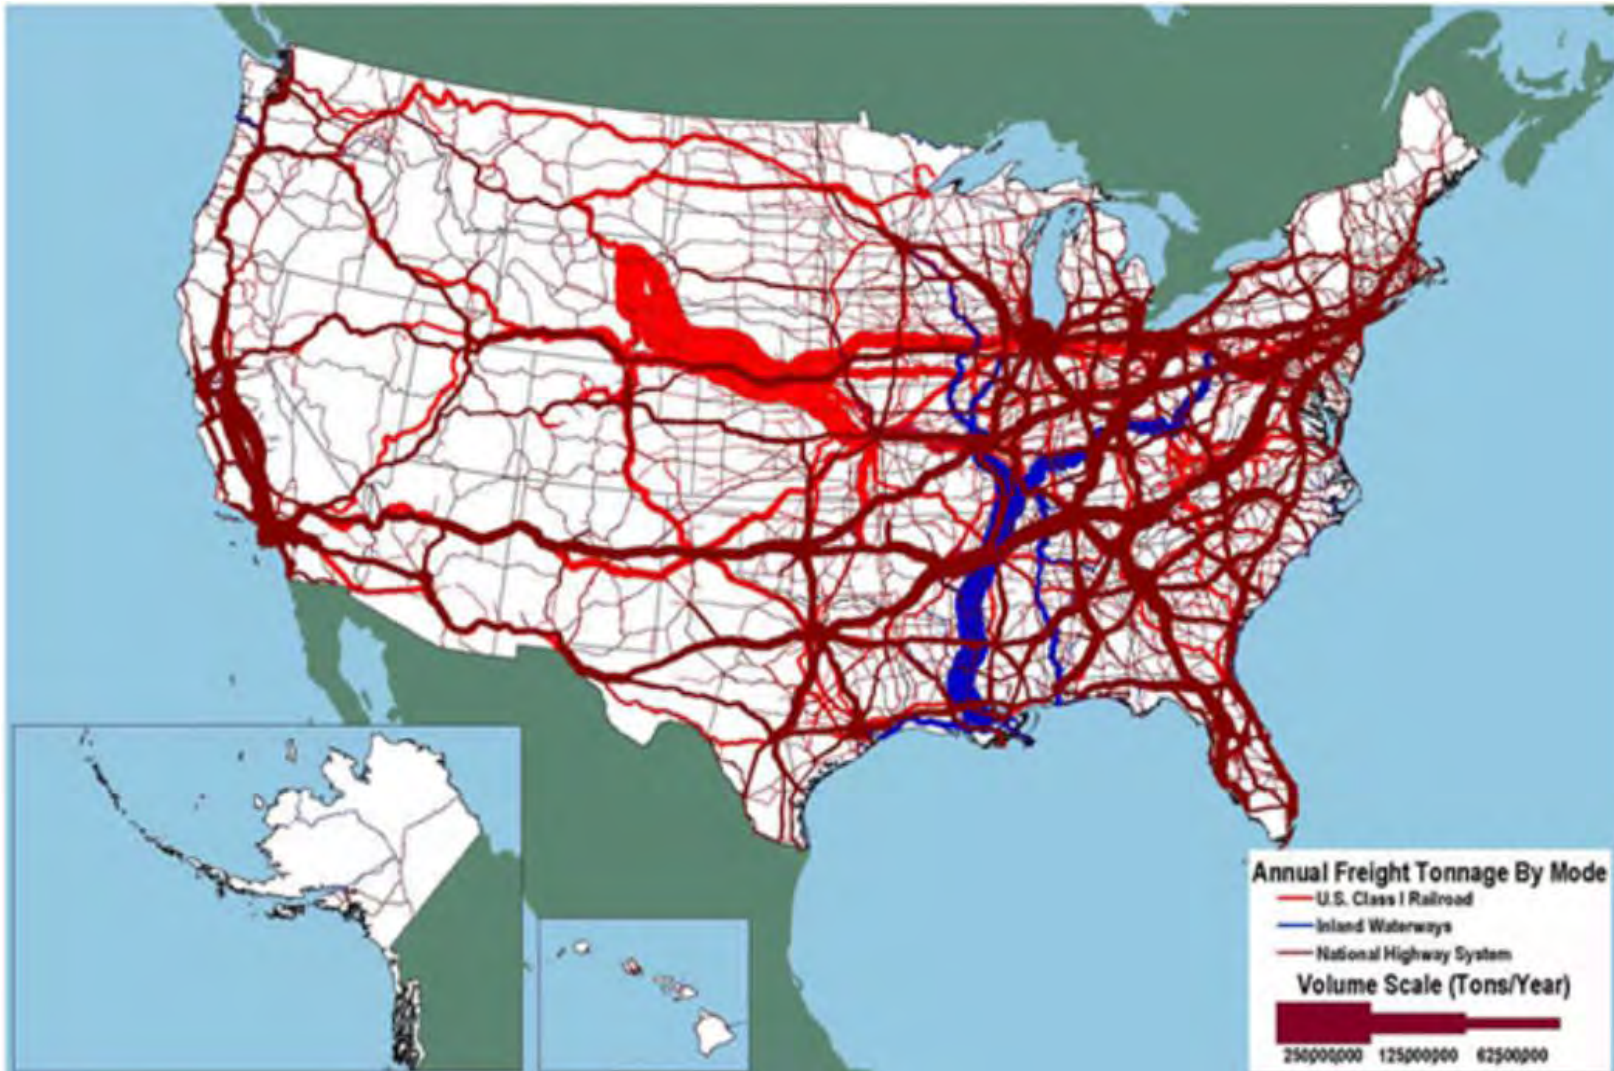 Annual Freight Tonnage By Mode
U.S. Class I Railroad
Inland Waterways
National Highway System
Volume Scale (Tons/Year)
250000000 125000000 62500000